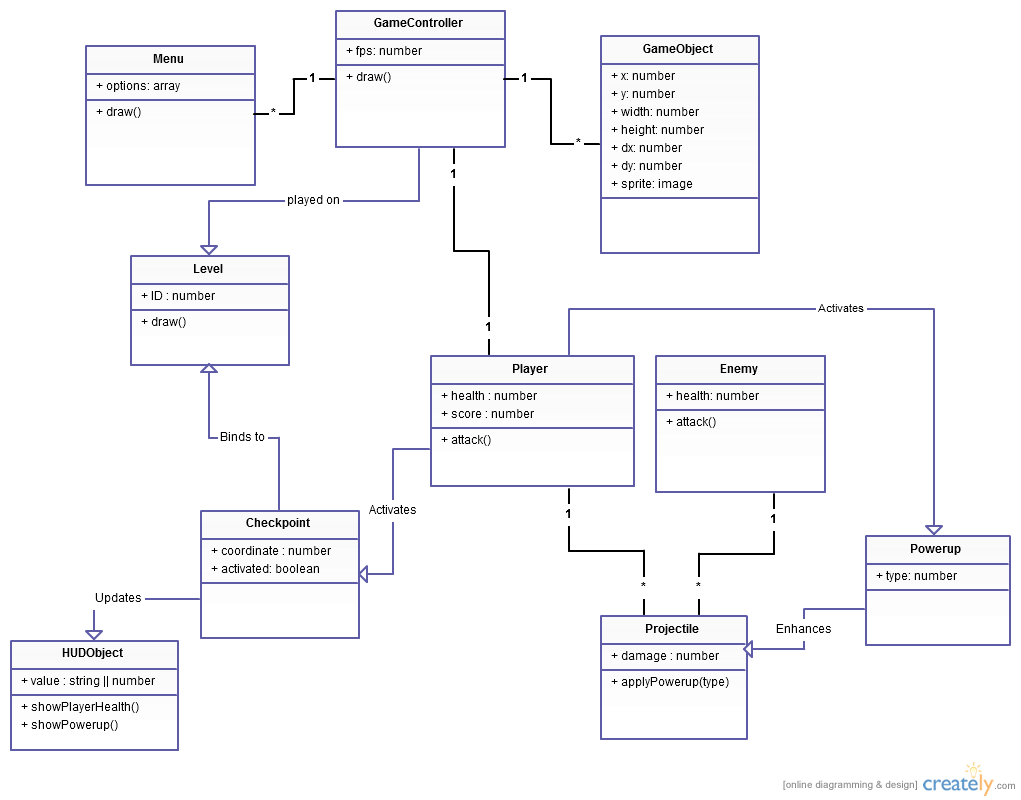 GameController
+ fps: number
+ draw()
Menu
+ options: array
+ draw()
1
*
GameObject
+ x: number
+ y: number
+ width: number
+ height: number
+ dx: number
+ dy: number
+ sprite: image
1
*
played on
1
1
Level
+ ID : number
+ draw()
Activates
Player
+ health : number
+ score : number
+ attack()
Enemy
+ health: number
+ attack()
Binds to
Activates
1
1
*
*
Checkpoint
+ coordinate : number
+ activated: boolean
Powerup
+ type: number
Updates
Enhances
HUDObject
+ value : string || number
+ showPlayerHealth()
+ showPowerup()
Projectile
+ damage : number
+ applyPowerup(type)
[online diagramming & design] creately.com